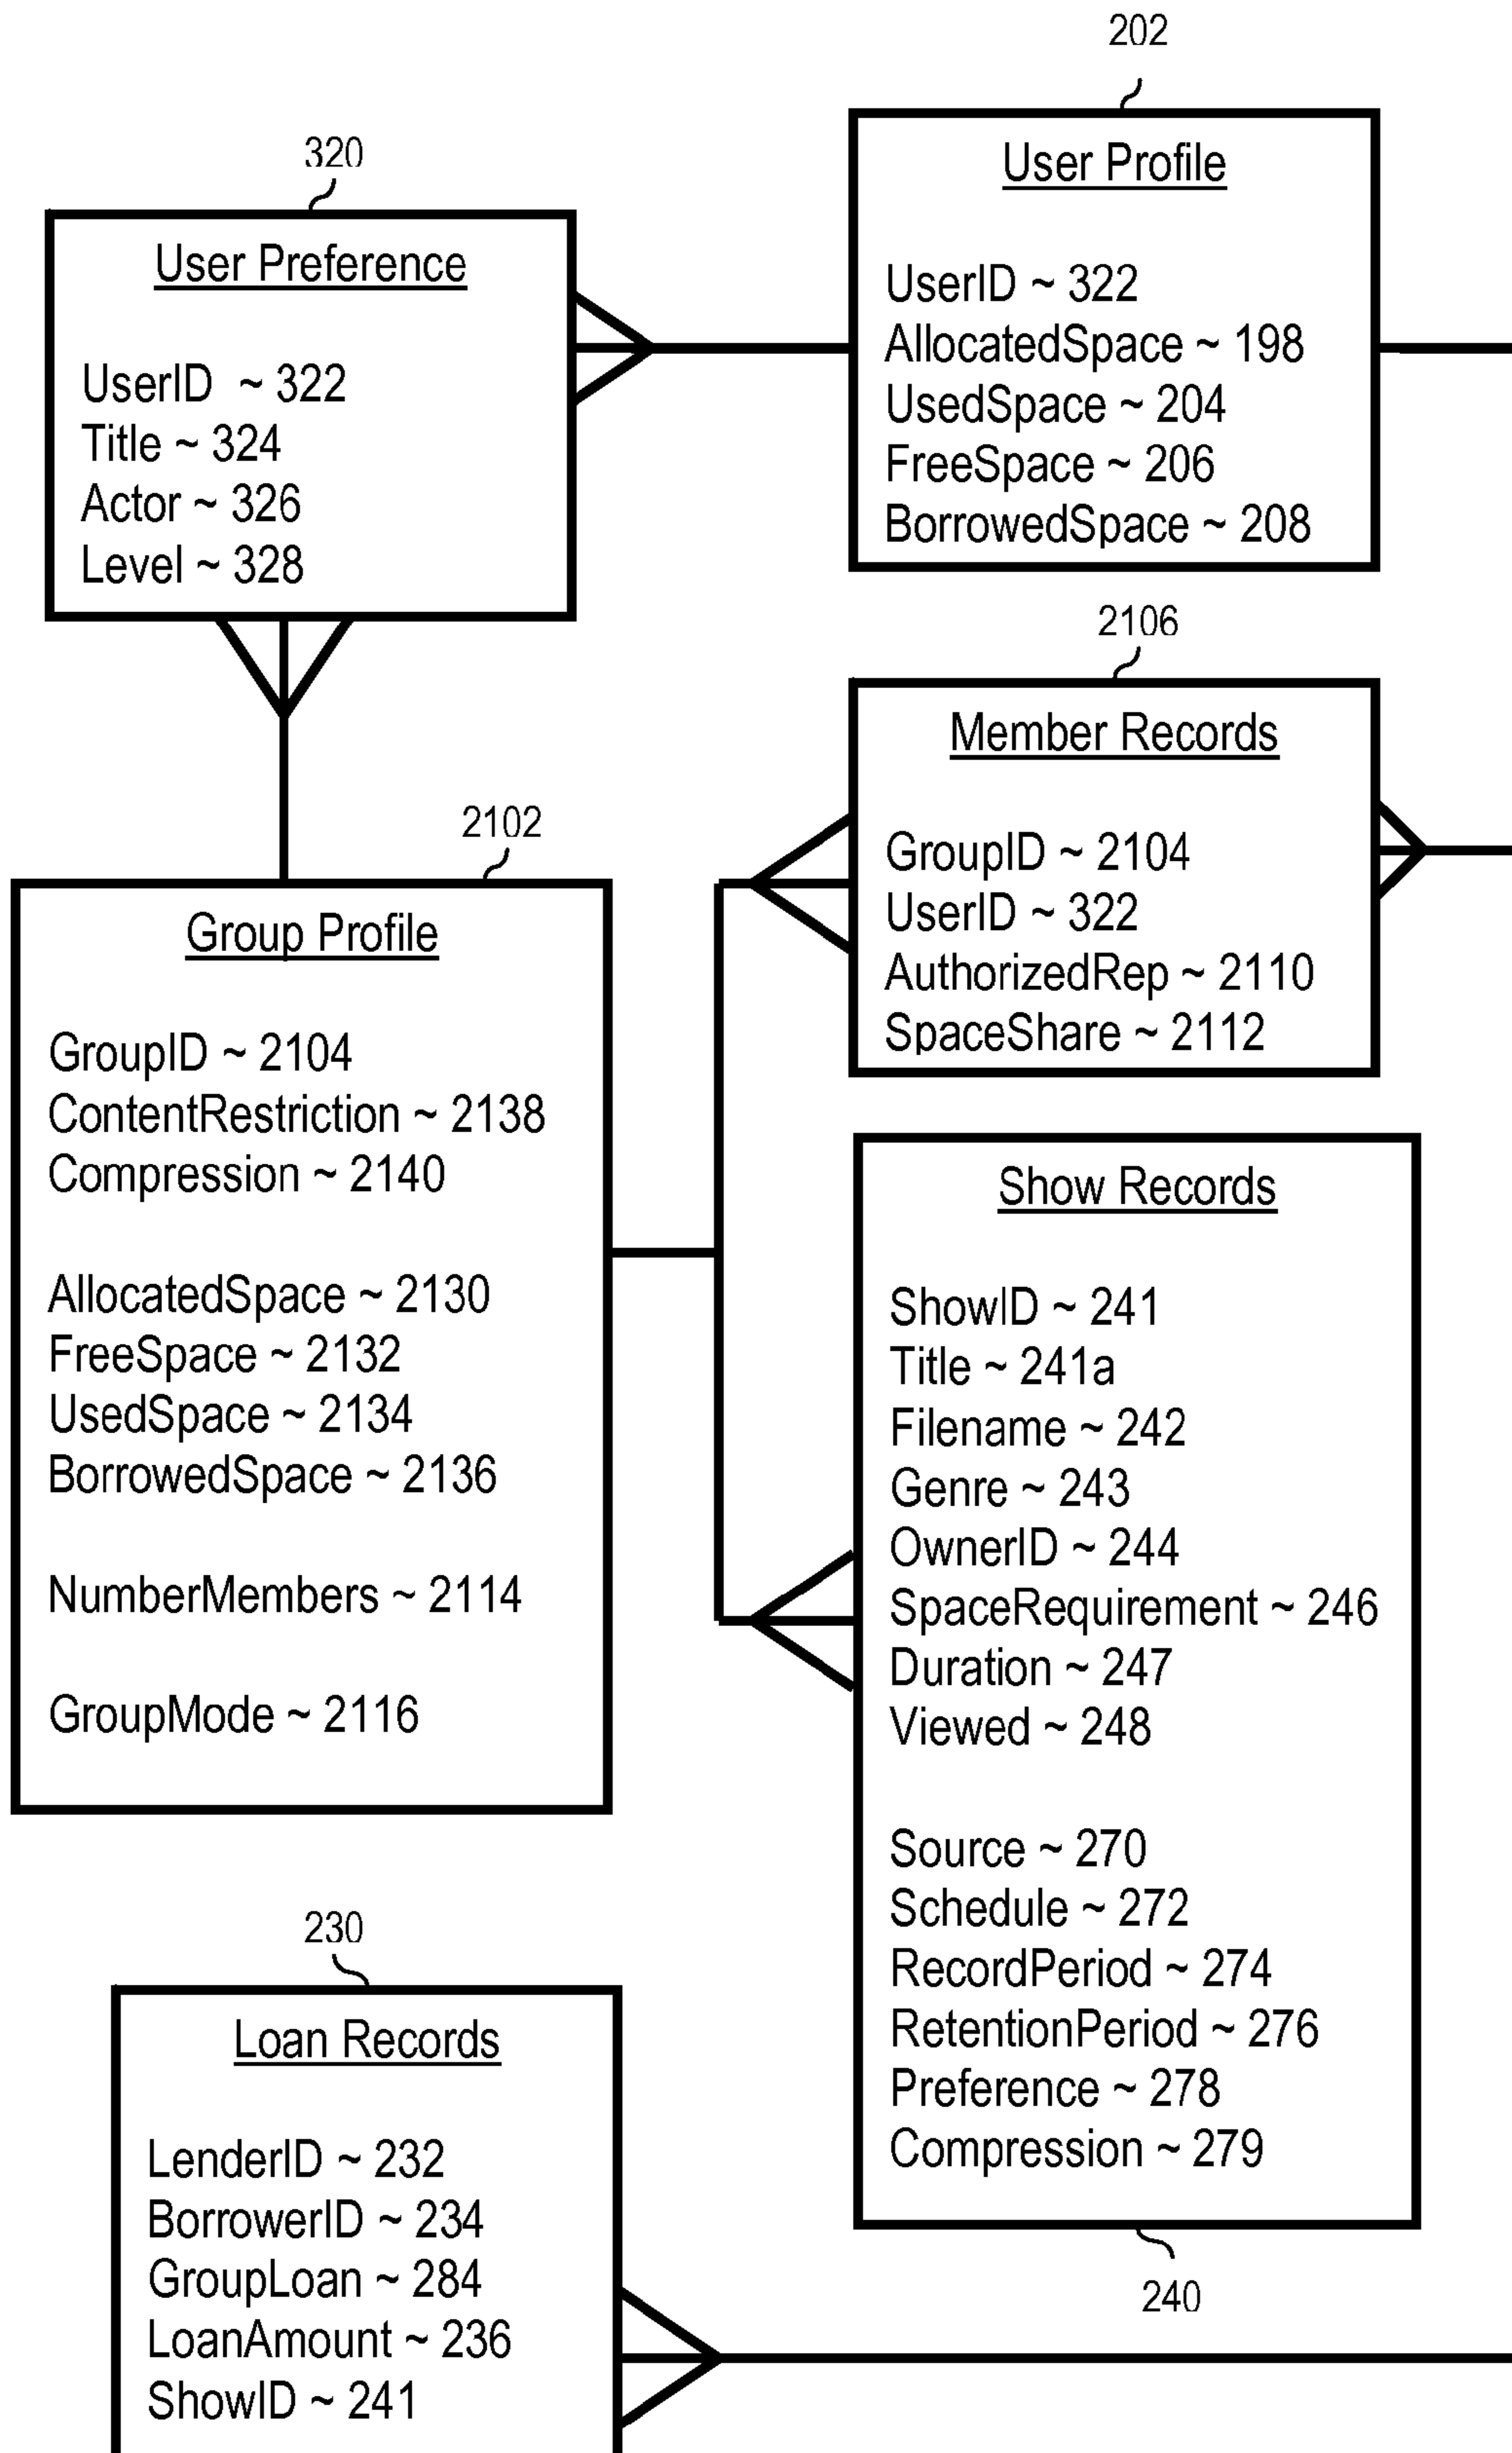 202
User Profile
UserID ~ 322
AllocatedSpace ~ 198
UsedSpace ~ 204
FreeSpace ~ 206
BorrowedSpace ~ 208
320
User Preference
UserID ~ 322
Title ~ 324
Actor ~ 326
Level ~ 328
2106
Member Records
GroupID ~ 2104
UserID ~ 322
AuthorizedRep ~ 2110
SpaceShare ~ 2112
2102
Group Profile
GroupID ~ 2104
ContentRestriction ~ 2138
Compression ~ 2140
AllocatedSpace ~ 2130
FreeSpace ~ 2132
UsedSpace ~ 2134
BorrowedSpace ~ 2136
NumberMembers ~ 2114
GroupMode ~ 2116
Show Records
ShowID ~ 241
Title ~ 241a
Filename ~ 242
Genre ~ 243
OwnerID ~ 244
SpaceRequirement ~ 246
Duration ~ 247
Viewed ~ 248
Source ~ 270
Schedule ~ 272
RecordPeriod ~ 274
RetentionPeriod ~ 276
Preference ~ 278
Compression ~ 279
240
230
Loan Records
LenderID ~ 232
BorrowerID ~ 234
GroupLoan ~ 284
LoanAmount ~ 236
ShowID ~ 241